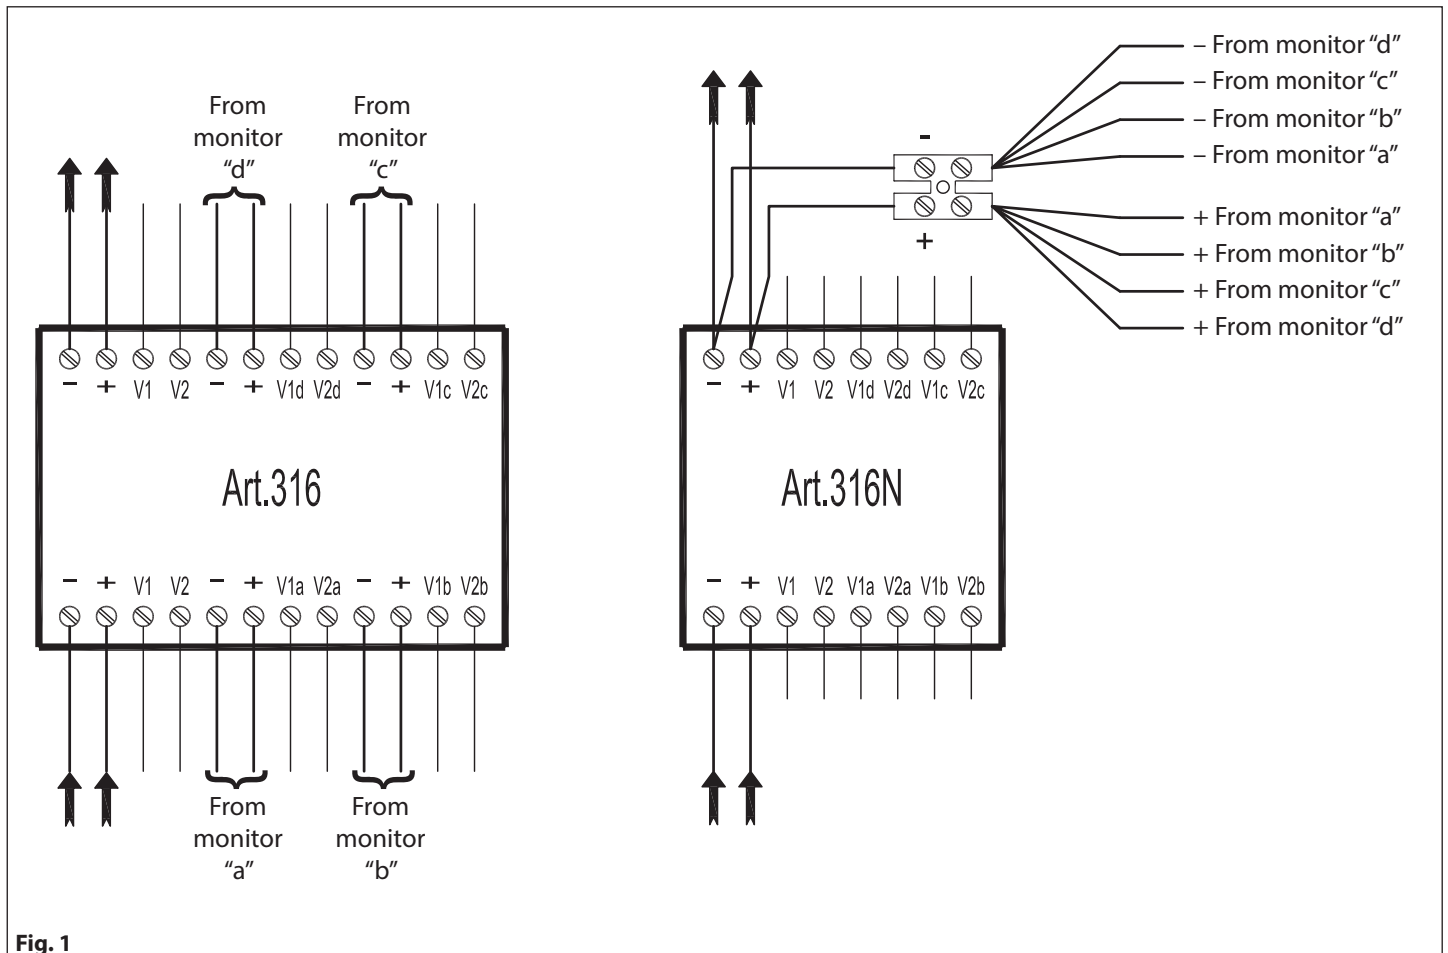 From
monitor
“d”
From
monitor
“c”
− + V1 V2 − + V1d V2d − + V1c V2c
Art.316
− + V1 V2 − + V1a V2a − + V1b V2b
From
monitor
“a”
From
monitor
“b”
– From monitor “d”
– From monitor “c”
– From monitor “b”
– From monitor “a”
-
+
+ From monitor “a”
+ From monitor “b”
+ From monitor “c”
+ From monitor “d”
− + V1 V2 V1d V2d V1c V2c
Art.316N
− + V1 V2 V1a V2a V1b V2b
Fig. 1